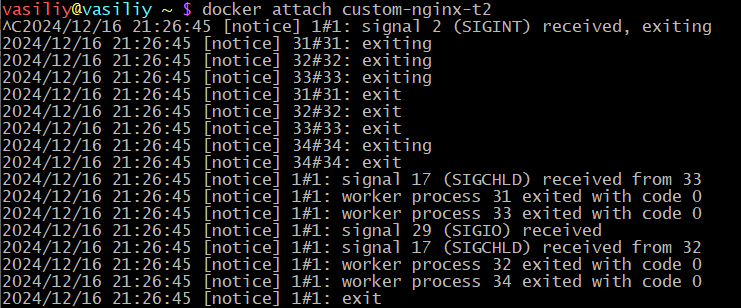 vasiliy@vasiliy ~ $ docker attach custom-nginx-t2
^C2024/12/16 21:26:45 [notice] 1#1: signal 2 (SIGINT) received, exiting
2024/12/16 21:26:45 [notice] 31#31: exiting
2024/12/16 21:26:45 [notice] 32#32: exiting
2024/12/16 21:26:45 [notice] 33#33: exiting
2024/12/16 21:26:45 [notice] 31#31: exit
2024/12/16 21:26:45 [notice] 32#32: exit
2024/12/16 21:26:45 [notice] 33#33: exit
2024/12/16 21:26:45 [notice] 34#34: exiting
2024/12/16 21:26:45 [notice] 34#34: exit
2024/12/16 21:26:45 [notice] 1#1: signal 17 (SIGCHLD) received from 33
2024/12/16 21:26:45 [notice] 1#1: worker process 31 exited with code 0
2024/12/16 21:26:45 [notice] 1#1: worker process 33 exited with code 0
2024/12/16 21:26:45 [notice] 1#1: signal 29 (SIGIO) received
2024/12/16 21:26:45 [notice] 1#1: signal 17 (SIGCHLD) received from 32
2024/12/16 21:26:45 [notice] 1#1: worker process 32 exited with code 0
2024/12/16 21:26:45 [notice] 1#1: worker process 34 exited with code 0
2024/12/16 21:26:45 [notice] 1#1: exit